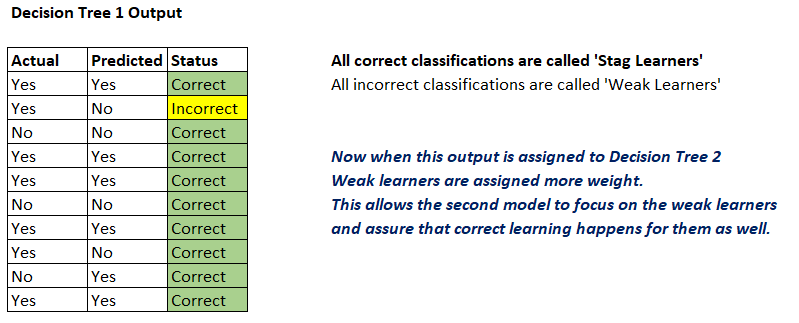 Decision Tree 1 Output
Actual Predicted Status
Yes Yes Correct
Yes No Incorrect
No No Correct
Yes Yes Correct
Yes Yes Correct
No No Correct
Yes Yes Correct
Yes No Correct
No Yes Correct
Yes Yes Correct
All correct classifications are called 'Stag Learners'
All incorrect classifications are called 'Weak Learners'
Now when this output is assigned to Decision Tree 2
Weak learners are assigned more weight.
This allows the second model to focus on the weak learners
and assure that correct learning happens for them as well.